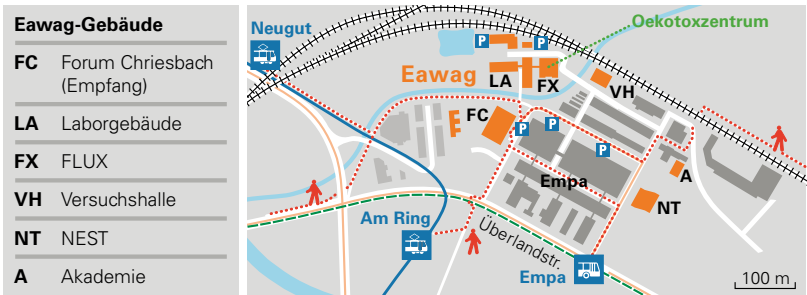 Eawag-Gebäude
FC Forum Chriesbach
(Empfang)
LA Laborgebäude
FX FLUX
VH Versuchshalle
NT NEST
A Akademie
Neugut
Oekotoxzentrum
P
P
Eawag
LA
FX
VH
FC
P
P
P
Empa
A
NT
Am Ring
Überlandstr.
Empa
100 m